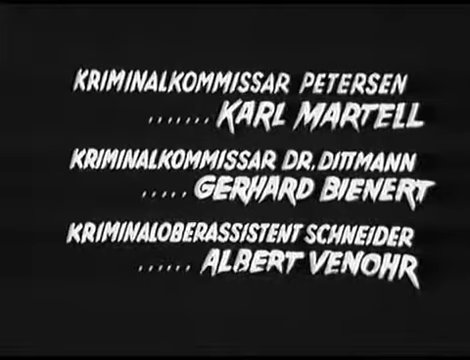 KRIMINALKOMMISSAR PETERSEN
....... KARL MARTELL
KRIMINALKOMMISSAR DR. DITTMANN
..... GERHARD BIENERT
KRIMINALOBERASSISTENT SCHNEIDER
...... ALBERT VENOHR